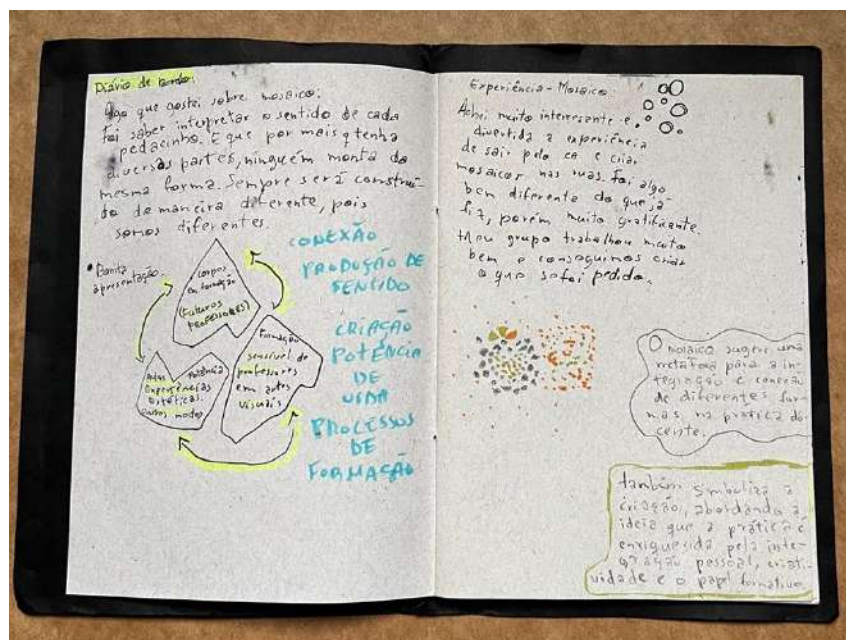 Diário de bordo:
Algo que gostei sobre mosaico.
Foi saber interpretar o sentido de cada
pedacinho. E que por mais q tenha
diversas partes, ninguém monta da
mesma forma. Sempre será construí-
do de maneira diferente, pois
somos diferentes.
• Bonita
apresentação.
Corpos
em formação
(Futuros
PROFESSORES)
Potência
Experiências
Estéticas.
outros modos
Formação
sensível de
professores
em artes
visuais
CONEXÃO
PRODUÇÃO DE
SENTIDO
CRIAÇÃO
POTÊNCIA
DE
VIDA
PROCESSOS
DE
FORMAÇÃO
Experiência - Mosaico.
Achei muito interessante e
divertida a experiência
de sair pelo ce e criar
mosaicos nas ruas. Foi algo
bem diferente do que já
fiz, porém muito gratificante.
Meu grupo trabalhou muito
bem e conseguimos criar
o que foi pedido.
O mosaico sugere uma
metáfora para a in-
tegração e conexão
de diferentes for-
mas, na prática do-
cente.
também simboliza a
criação, abordando a
ideia que a prática é
enriquecida pela inte-
gração pessoal, criati-
vidade e o papel formativo